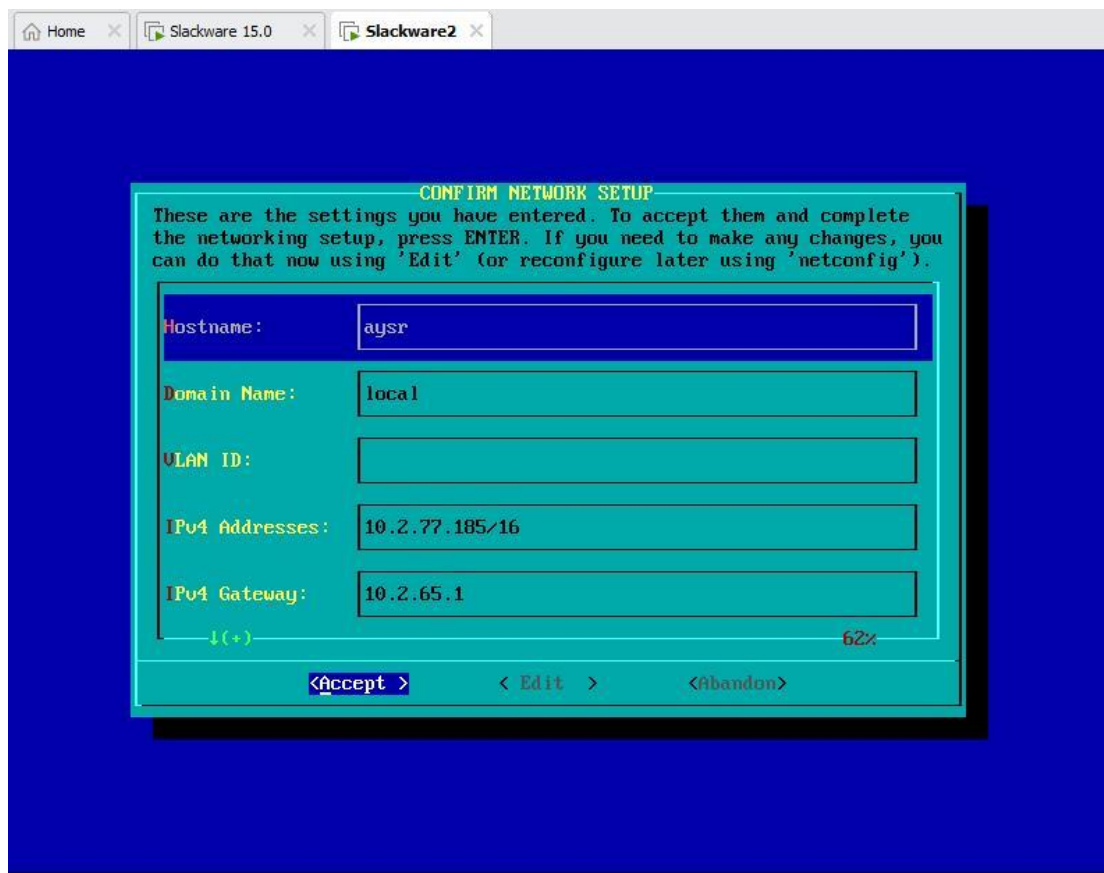 Home
Slackware 15.0
Slackware2
CONFIRM NETWORK SETUP
These are the settings you have entered. To accept them and complete
the networking setup, press ENTER. If you need to make any changes, you
can do that now using 'Edit' (or reconfigure later using 'netconfig').
Hostname: aysr
Domain Name: local
VLAN ID:
IPv4 Addresses: 10.2.77.185/16
IPv4 Gateway: 10.2.65.1
↓(+) 62%
<Accept > < Edit > <Abandon>